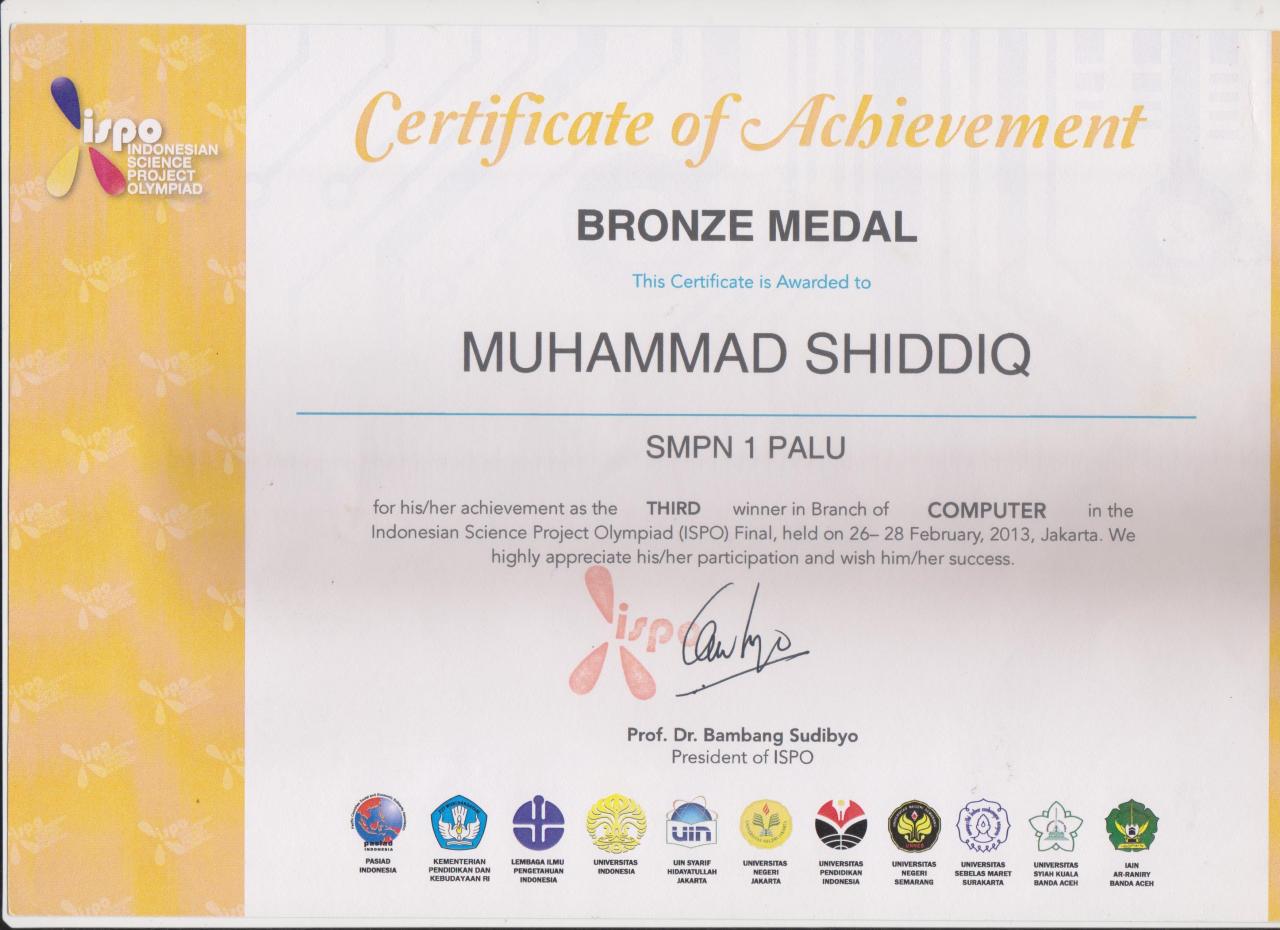 ispo
INDONESIAN
SCIENCE
PROJECT
OLYMPIAD
Certificate of Achievement
BRONZE MEDAL
This Certificate is Awarded to
MUHAMMAD SHIDDIQ
SMPN 1 PALU
for his/her achievement as the THIRD winner in Branch of COMPUTER in the
Indonesian Science Project Olympiad (ISPO) Final, held on 26– 28 February, 2013, Jakarta. We
highly appreciate his/her participation and wish him/her success.
ispo
Prof. Dr. Bambang Sudibyo
President of ISPO
pasiad
INDONESIA
uin
PASIAD
INDONESIA
KEMENTERIAN
PENDIDIKAN DAN
KEBUDAYAAN RI
LEMBAGA ILMU
PENGETAHUAN
INDONESIA
UNIVERSITAS
INDONESIA
UIN SYARIF
HIDAYATULLAH
JAKARTA
UNIVERSITAS
NEGERI
JAKARTA
UNIVERSITAS
PENDIDIKAN
INDONESIA
UNIVERSITAS
NEGERI
SEMARANG
UNIVERSITAS
SEBELAS MARET
SURAKARTA
UNIVERSITAS
SYIAH KUALA
BANDA ACEH
IAIN
AR-RANIRY
BANDA ACEH